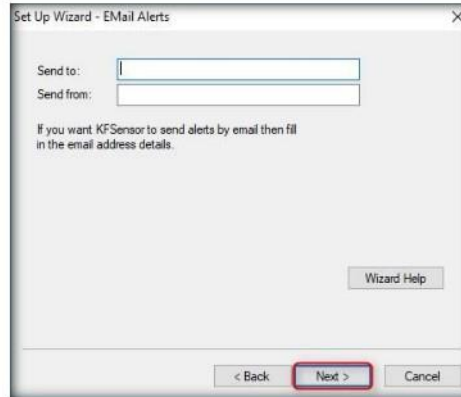 Set Up Wizard - EMail Alerts
Send to:
Send from:
If you want KFSensor to send alerts by email then fill
in the email address details.
Wizard Help
< Back Next > Cancel